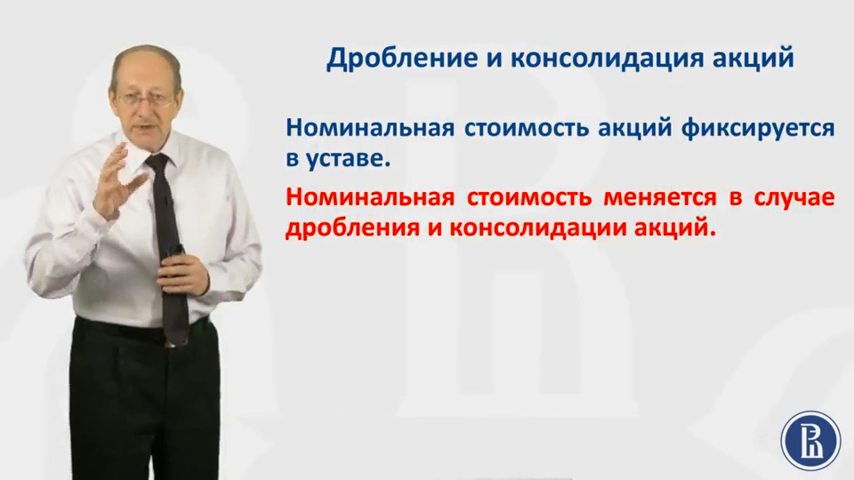 Дробление и консолидация акций
Номинальная стоимость акций фиксируется
в уставе.
Номинальная стоимость меняется в случае
дробления и консолидации акций.